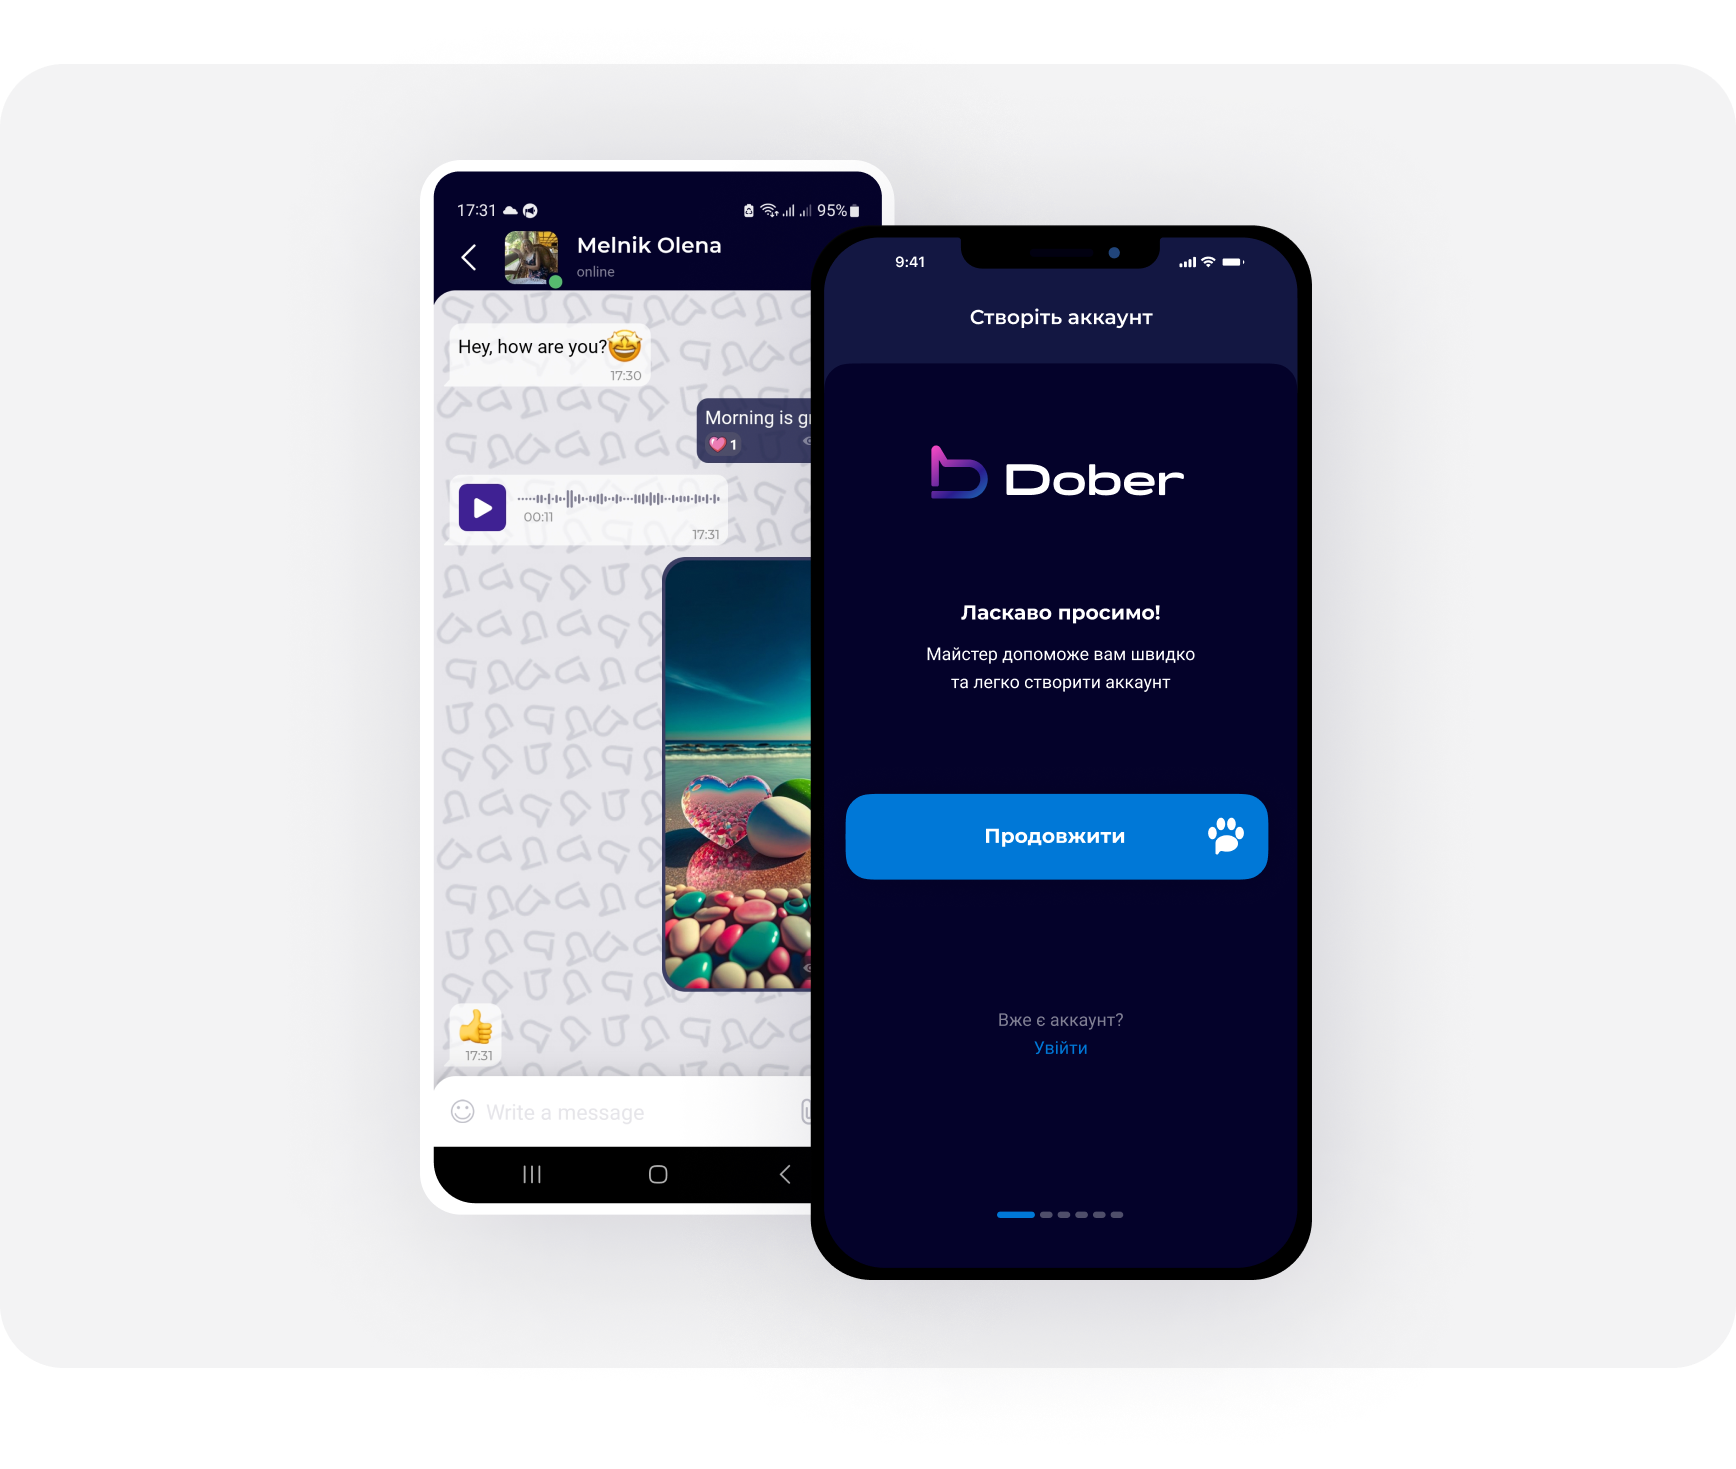 17:31
95%
Melnik Olena
online
Hey, how are you?
17:30
Morning is
1
00:11
17:31
17:31
Write a message
9:41
Створіть аккаунт
Dober
Ласкаво просимо!
Майстер допоможе вам швидко
та легко створити аккаунт
Продовжити
Вже є аккаунт?
Увійти